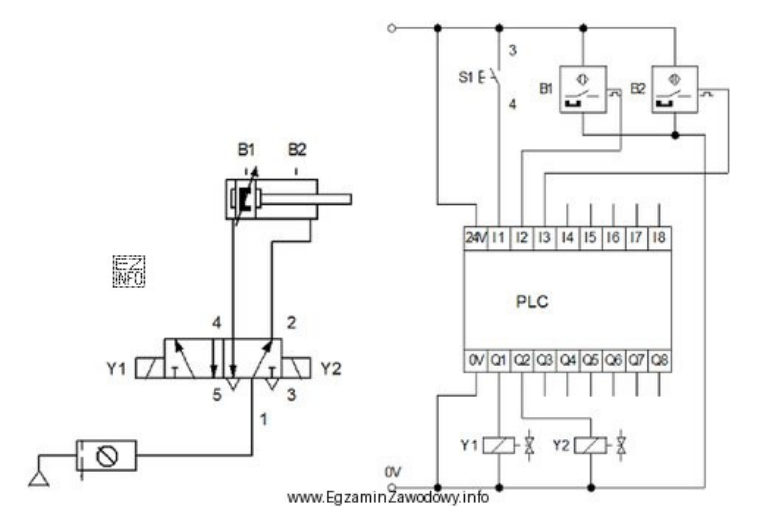 3
S1
4
B1
B2
B1 B2
24V I1 I2 I3 I4 I5 I6 I7 I8
EZ
INFO
PLC
4 2
Y1 Y2
5 3
1
0V Q1 Q2 Q3 Q4 Q5 Q6 Q7 Q8
Y1 Y2
0V
www.EgzaminZawodowy.info